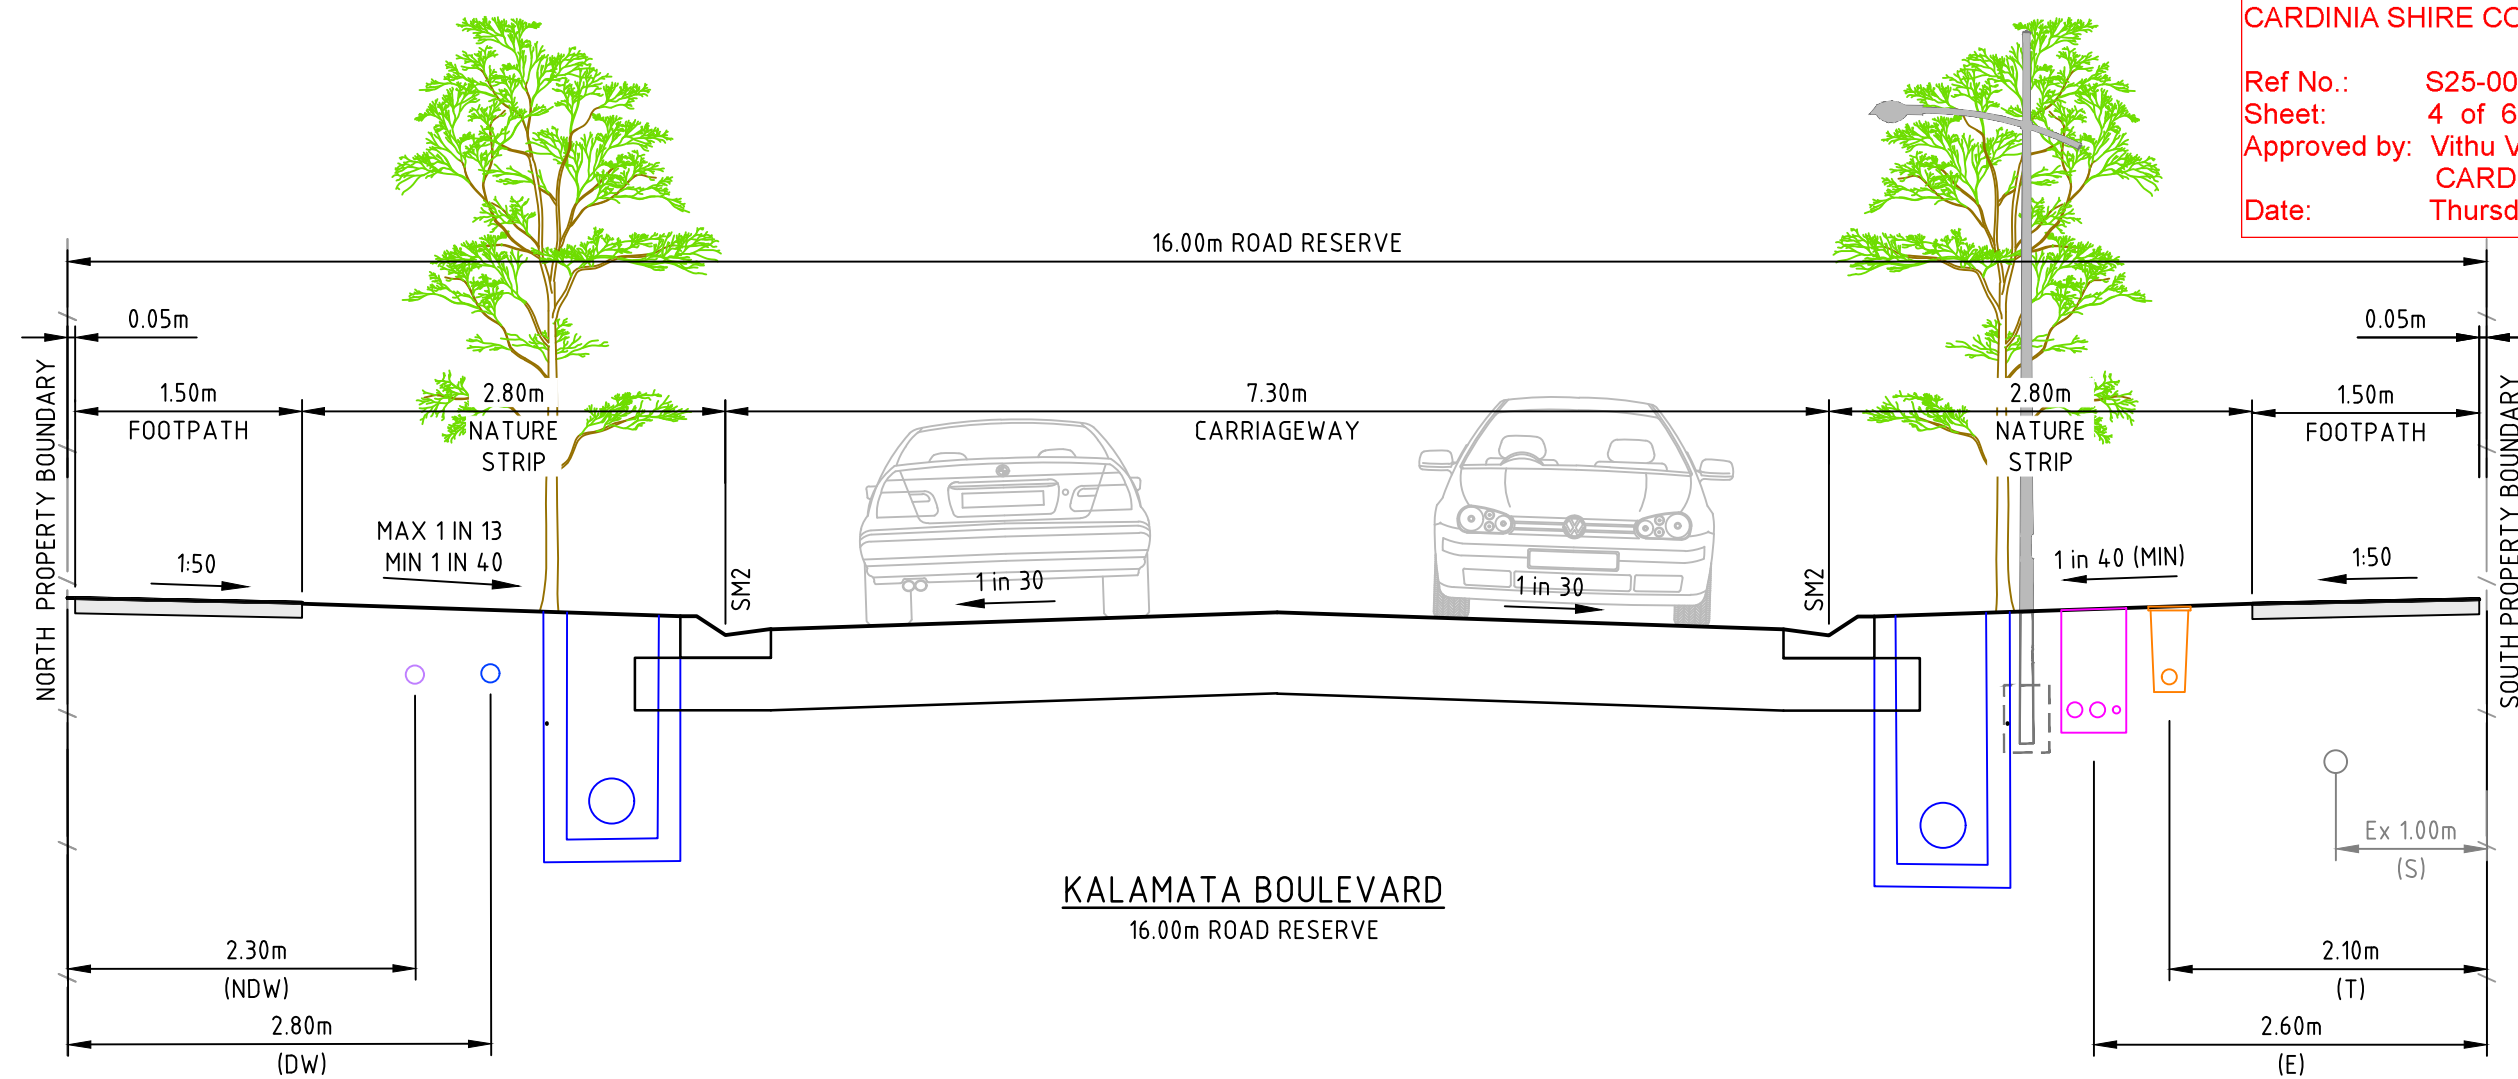 CARDINIA SHIRE CO
Ref No.: S25-00
Sheet: 4 of 6
Approved by: Vithu V
CARD
Date: Thursd
16.00m ROAD RESERVE
0.05m
0.05m
1.50m
FOOTPATH
2.80m
NATURE
STRIP
7.30m
CARRIAGEWAY
2.80m
NATURE
STRIP
1.50m
FOOTPATH
NORTH PROPERTY BOUNDARY
SOUTH PROPERTY BOUNDARY
1:50
MAX 1 IN 13
MIN 1 IN 40
SM2
1 in 30
1 in 30
SM2
1 in 40 (MIN)
1:50
Ex 1.00m
(S)
KALAMATA BOULEVARD
16.00m ROAD RESERVE
2.30m
(NDW)
2.80m
(DW)
2.10m
(T)
2.60m
(E)